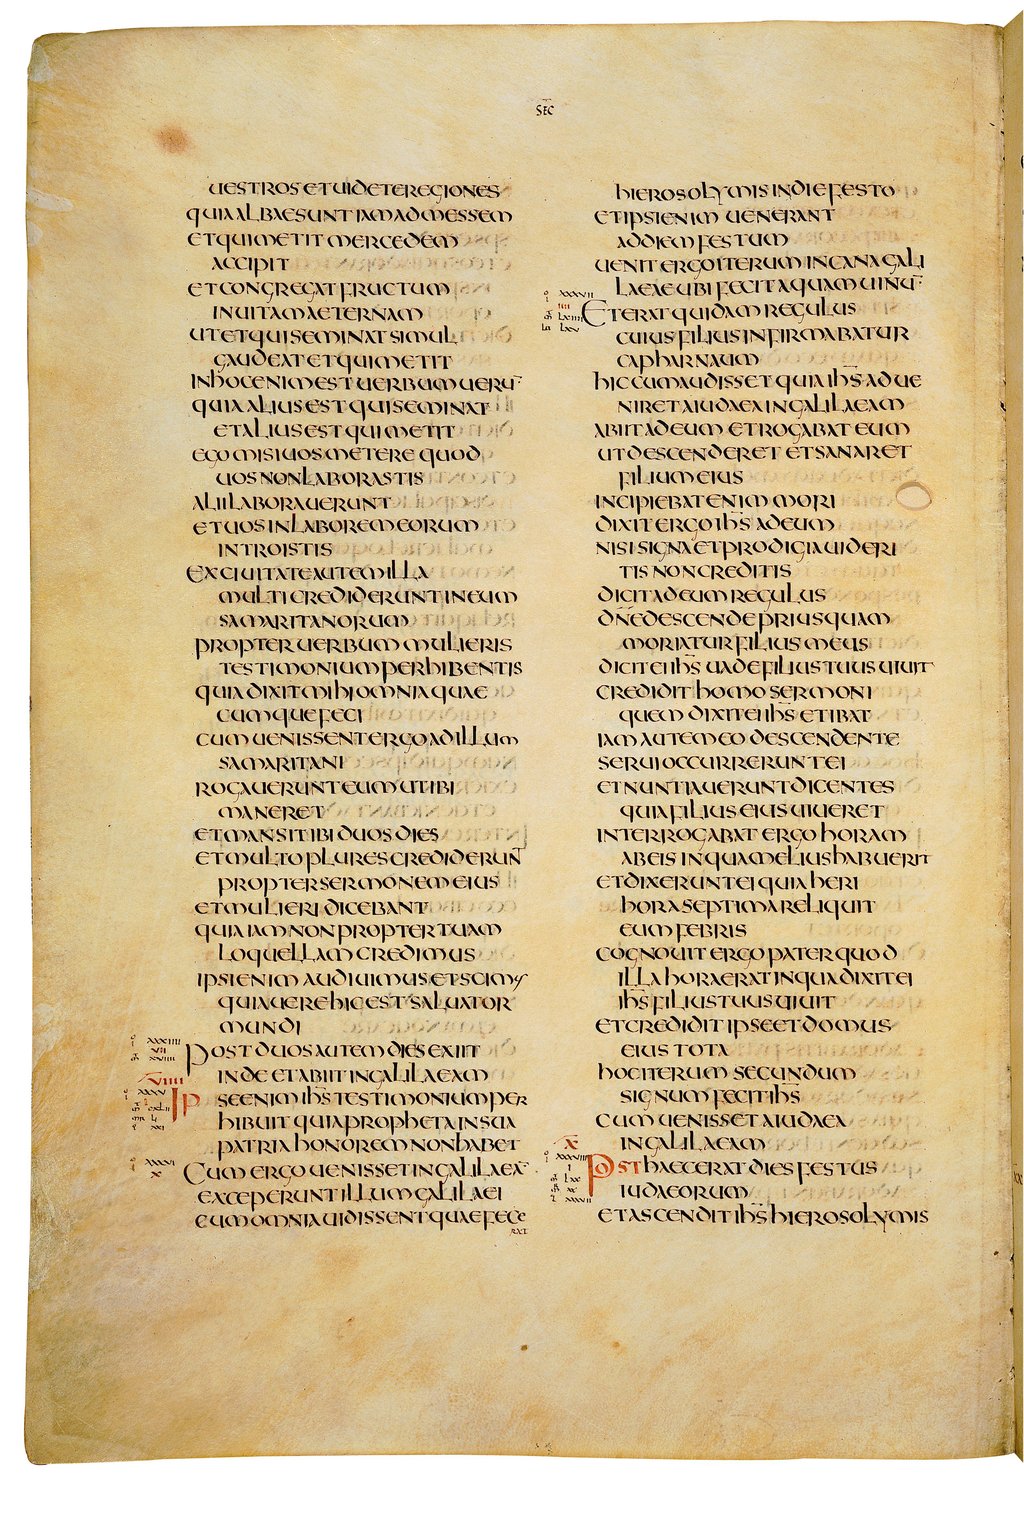 SEC
UESTROS ET UIDETE REGIONES
QUIA ALBAE SUNT IAM AD MESSEM
ET QUI METIT MERCEDEM
ACCIPIT
ET CONGREGAT FRUCTUM
IN UITAM AETERNAM
UT ET QUI SEMINAT SIMUL
GAUDEAT ET QUI METIT
IN HOC ENIM EST UERBUM UERŪ
QUIA ALIUS EST QUI SEMINAT
ET ALIUS EST QUI METIT
EGO MISI UOS METERE QUOD
UOS NON LABORASTIS
ALII LABORAUERUNT
ET UOS IN LABOREM EORUM
INTROISTIS
EX CIUITATE AUTEM ILLA
MULTI CREDIDERUNT IN EUM
SAMARITANORUM
PROPTER UERBUM MULIERIS
TESTIMONIUM PERHIBENTIS
QUIA DIXIT MIHI OMNIA QUAE
CUMQUE FECI
CUM UENISSENT ERGO AD ILLUM
SAMARITANI
ROGAUERUNT EUM UT IBI
MANERET
ET MANSIT IBI DUOS DIES
ET MULTO PLURES CREDIDERUNT
PROPTER SERMONEM EIUS
ET MULIERI DICEBANT
QUIA IAM NON PROPTER TUAM
LOQUELLAM CREDIMUS
IPSI ENIM AUDIUIMUS ET SCIMUS
QUIA UERE HIC EST SALUATOR
MUNDI
POST DUOS AUTEM DIES EXIIT
INDE ET ABIIT IN GALILAEAM
UIIII
IPSE ENIM IHS̄ TESTIMONIUM PER
HIBUIT QUIA PROPHETA IN SUA
PATRIA HONOREM NON HABET
CUM ERGO UENISSET IN GALILAEĀ
EXCEPERUNT ILLUM GALILAEI
CUM OMNIA UIDISSENT QUAE FECE
RAT
HIEROSOLYMIS IN DIE FESTO
ET IPSI ENIM UENERANT
AD DIEM FESTUM
UENIT ERGO ITERUM IN CANA GALI
LAEAE UBI FECIT AQUAM UINŪ
ET ERAT QUIDAM REGULUS
CUIUS FILIUS INFIRMABATUR
CAPHARNAUM
HIC CUM AUDISSET QUIA IHS̄ ADUE
NIRET A IUDAEA IN GALILAEAM
ABIIT AD EUM ET ROGABAT EUM
UT DESCENDERET ET SANARET
FILIUM EIUS
INCIPIEBAT ENIM MORI
DIXIT ERGO IHS̄ AD EUM
NISI SIGNA ET PRODIGIA UIDERI
TIS NON CREDITIS
DICIT AD EUM REGULUS
DN̄E DESCENDE PRIUS QUAM
MORIATUR FILIUS MEUS
DICIT EI IHS̄ UADE FILIUS TUUS UIUIT
CREDIDIT HOMO SERMONI
QUEM DIXIT EI IHS̄ ET IBAT
IAM AUTEM EO DESCENDENTE
SERUI OCCURRERUNT EI
ET NUNTIAUERUNT DICENTES
QUIA FILIUS EIUS UIUERET
INTERROGABAT ERGO HORAM
AB EIS IN QUA MELIUS HABUERIT
ET DIXERUNT EI QUIA HERI
HORA SEPTIMA RELIQUIT
EUM FEBRIS
COGNOUIT ERGO PATER QUOD
ILLA HORA ERAT IN QUA DIXIT EI
IHS̄ FILIUS TUUS UIUIT
ET CREDIDIT IPSE ET DOMUS
EIUS TOTA
HOC ITERUM SECUNDUM
SIGNUM FECIT IHS̄
CUM UENISSET A IUDAEA
IN GALILAEAM
X
POST HAEC ERAT DIES FESTUS
IUDAEORUM
ET ASCENDIT IHS̄ HIEROSOLYMIS